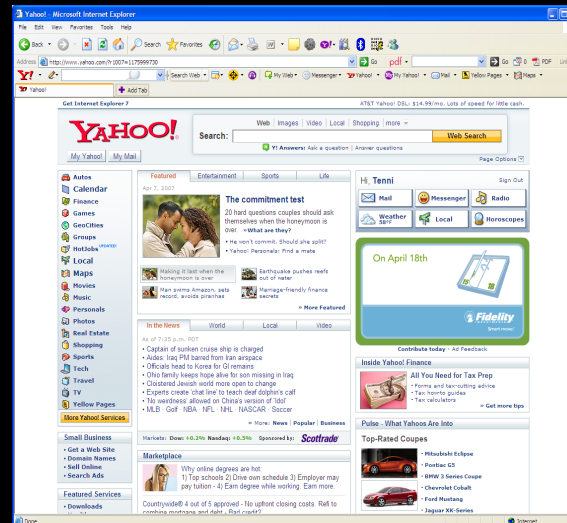 Yahoo! - Microsoft Internet Explorer
File Edit View Favorites Tools Help
Back Search Favorites
Address http://www.yahoo.com/?r1007=1175999730 Go pdf Go 0 PDF
Y! Search Web My Web Messenger Yahoo! My Yahoo! Mail Yellow Pages Maps
Yahoo! Add Tab
Get Internet Explorer 7
AT&T Yahoo! DSL: $14.99/mo. Lots of speed for little cash.
YAHOO!
My Yahoo! My Mail
Web | Images | Video | Local | Shopping | more
Search: Web Search
Y! Answers: Ask a question | Answer questions
Page Options
Autos
Calendar
Finance
Games
GeoCities
Groups
HotJobs UPDATED!
Local
Maps
Movies
Music
Personals
Photos
Real Estate
Shopping
Sports
Tech
Travel
TV
Yellow Pages
More Yahoo! Services
Small Business
• Get a Web Site
• Domain Names
• Sell Online
• Search Ads
Featured Services
• Downloads
Featured Entertainment Sports Life
Apr 7, 2007
The commitment test
20 hard questions couples should ask
themselves when the honeymoon is
over. »What are they?
• He won't commit. Should she split?
• Yahoo! Personals: Find a mate
Making it last when the
honeymoon is over
Earthquake pushes reefs
out of water
Man swims Amazon, sets
record, avoids piranhas
Marriage-friendly finance
secrets
» More Featured
In the News World Local Video
As of 7:35 p.m. PDT
• Captain of sunken cruise ship is charged
• Aides: Iraq PM barred from Iran airspace
• Officials head to Korea for GI remains
• Ohio family keeps hope alive for son missing in Iraq
• Cloistered Jewish world more open to change
• Experts create 'chat line' to teach deaf dolphin's calf
• 'No weirdness' allowed on China's version of 'Idol'
• MLB Golf NBA NFL NHL NASCAR Soccer
» More: News | Popular | Business
Markets: Dow: +0.2% Nasdaq: +0.5% Sponsored by: Scottrade
Marketplace
Why online degrees are hot:
1) Top schools 2) Drive own schedule 3) Employer may
pay tuition - 4) Earn degree while working. Earn more.
Countrywide® 4 out of 5 approved - No upfront closing costs. Refi to
combine mortgage and debt - Bad credit?
Hi, Tenni Sign Out
Mail Messenger Radio
Weather 38°F Local Horoscopes
On April 18th
15 18
Fidelity
INVESTMENTS
Smart move.
Contribute today - Ad Feedback
Inside Yahoo! Finance
All You Need for Tax Prep
• Forms and tax-cutting advice
• Tax how-to guides
• Tax calculators
» Get more tips
Pulse - What Yahoos Are Into
Top-Rated Coupes
• Mitsubishi Eclipse
• Pontiac G5
• BMW 3 Series Coupe
• Chevrolet Cobalt
• Ford Mustang
• Jaguar XK-Series
Done Internet